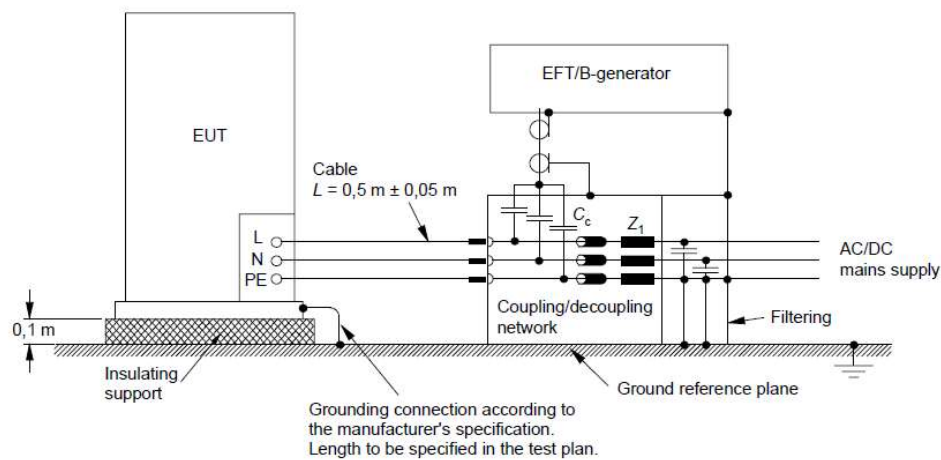 EFT/B-generator
EUT
Cable
L = 0,5 m ± 0,05 m
C_c
Z_1
L
N
PE
AC/DC
mains supply
Coupling/decoupling
network
Filtering
0,1 m
Insulating
support
Ground reference plane
Grounding connection according to
the manufacturer's specification.
Length to be specified in the test plan.